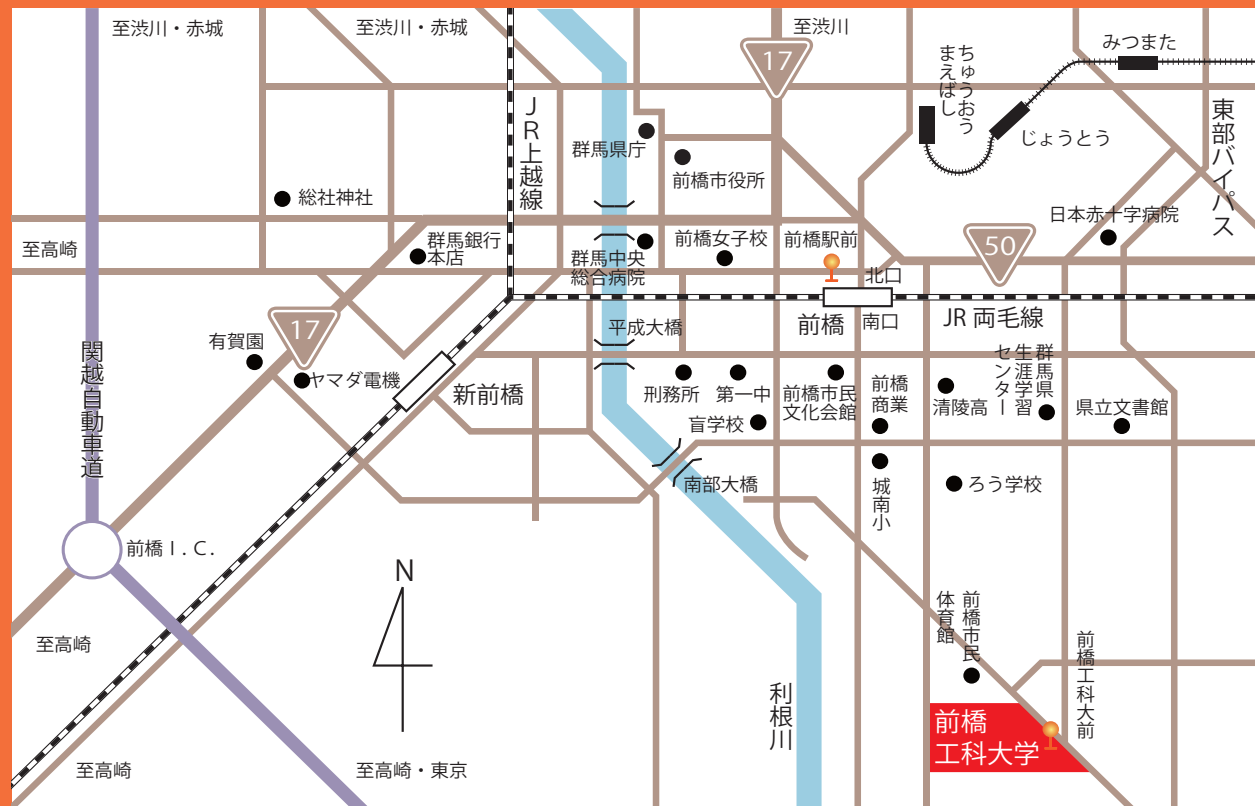 至渋川・赤城
至渋川・赤城
至渋川
17
みつまた
ちゅうおう
まえばし
じょうとう
東部バイパス
JR上越線
群馬県庁
前橋市役所
総社神社
日本赤十字病院
至高崎
群馬銀行
本店
群馬中央
総合病院
前橋女子校
前橋駅前
50
北口
前橋
南口
JR 両毛線
平成大橋
17
有賀園
ヤマダ電機
新前橋
関越自動車道
刑務所
第一中
盲学校
前橋市民
文化会館
前橋
商業
清陵高
群馬県
生涯学習
センター
県立文書館
南部大橋
城南小
ろう学校
前橋 I . C .
N
至高崎
前橋市民
体育館
前橋工科大前
利根川
前橋
工科大学
至高崎
至高崎・東京